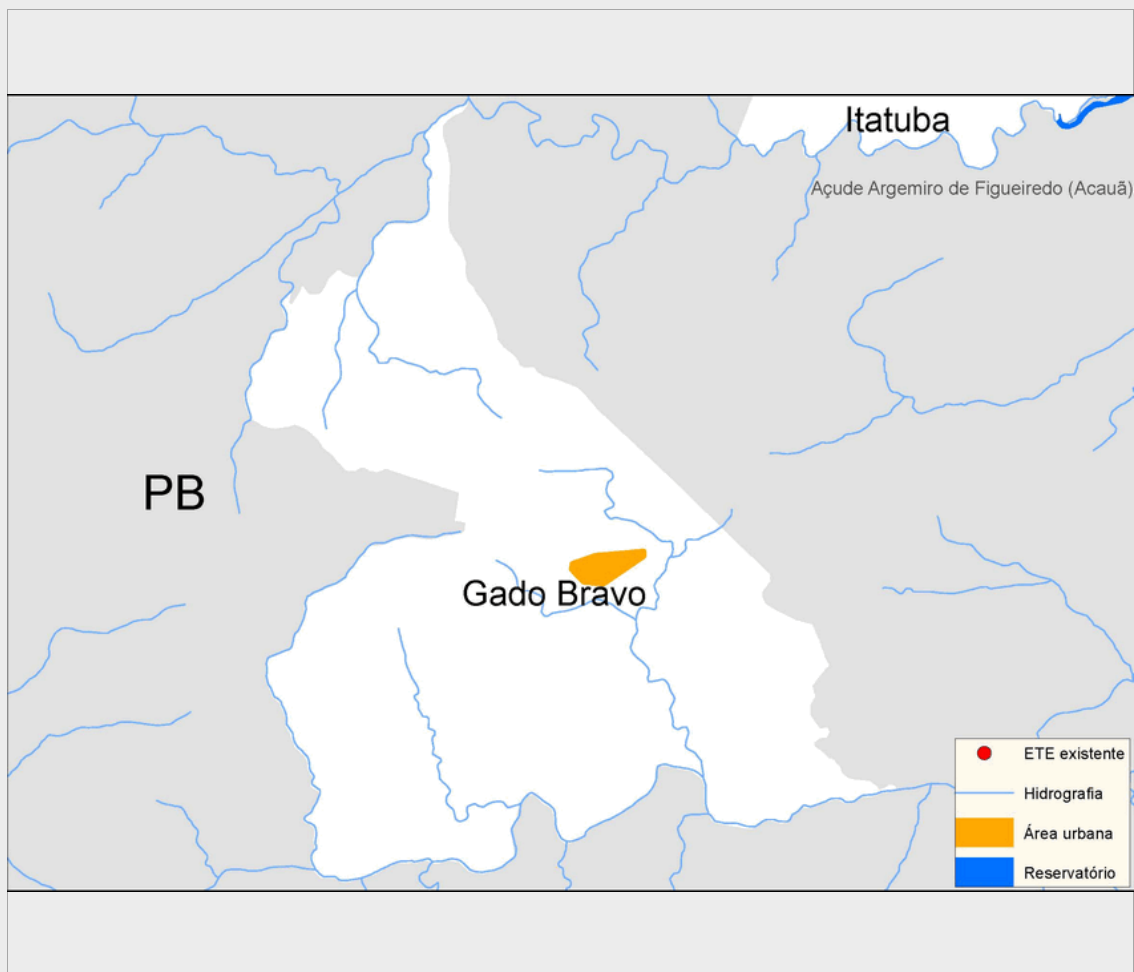 Itatuba
Açude Argemiro de Figueiredo (Acauã)
PB
Gado Bravo
ETE existente
Hidrografia
Área urbana
Reservatório